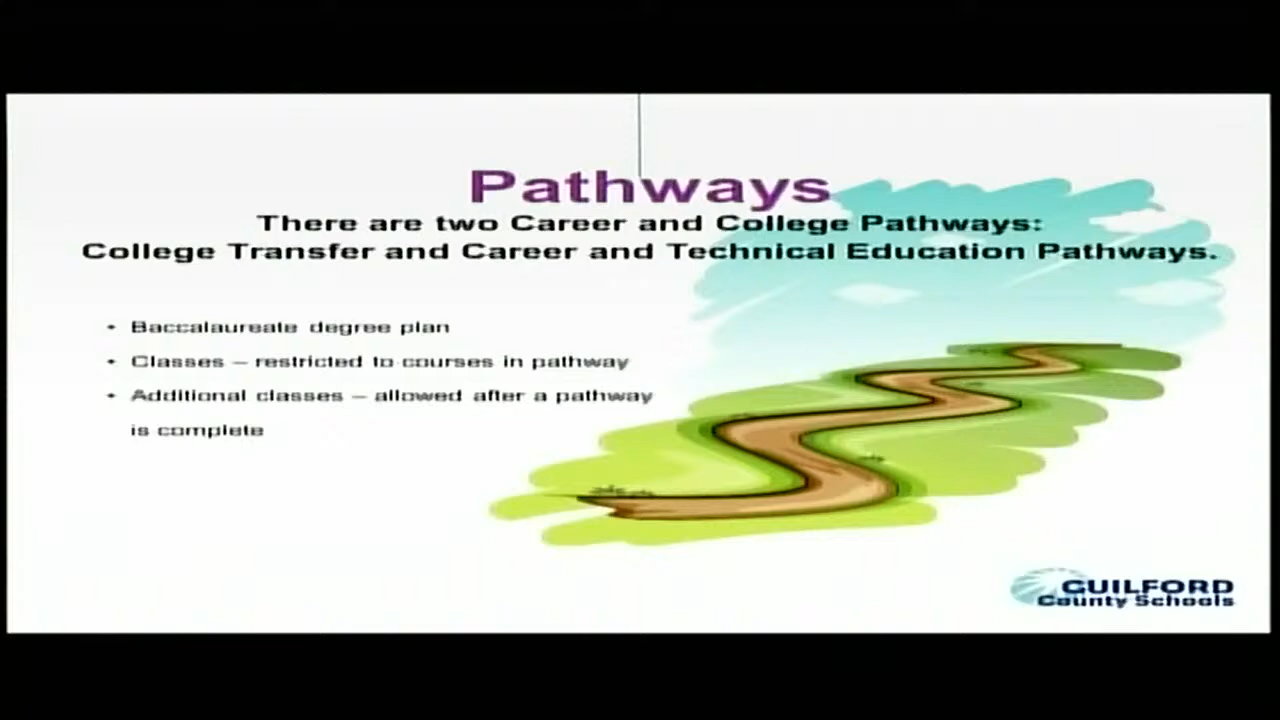 Pathways
There are two Career and College Pathways:
College Transfer and Career and Technical Education Pathways.
• Baccalaureate degree plan
• Classes – restricted to courses in pathway
• Additional classes – allowed after a pathway
is complete
GUILFORD
County Schools